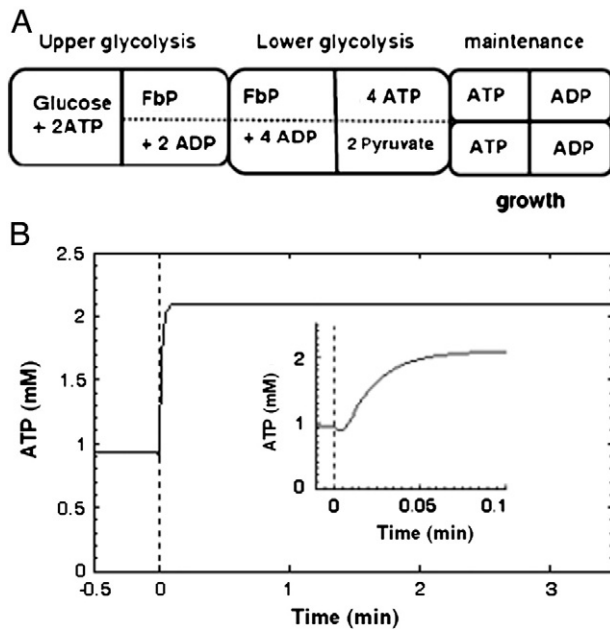 A
Upper glycolysis Lower glycolysis maintenance
Glucose + 2ATP
FbP
+ 2 ADP
FbP
+ 4 ADP
4 ATP
2 Pyruvate
ATP ADP
ATP ADP
growth
B
ATP (mM)
2.5
2
1.5
1
0.5
0
-0.5 0 1 2 3
Time (min)
ATP (mM)
2
1
0
0 0.05 0.1
Time (min)